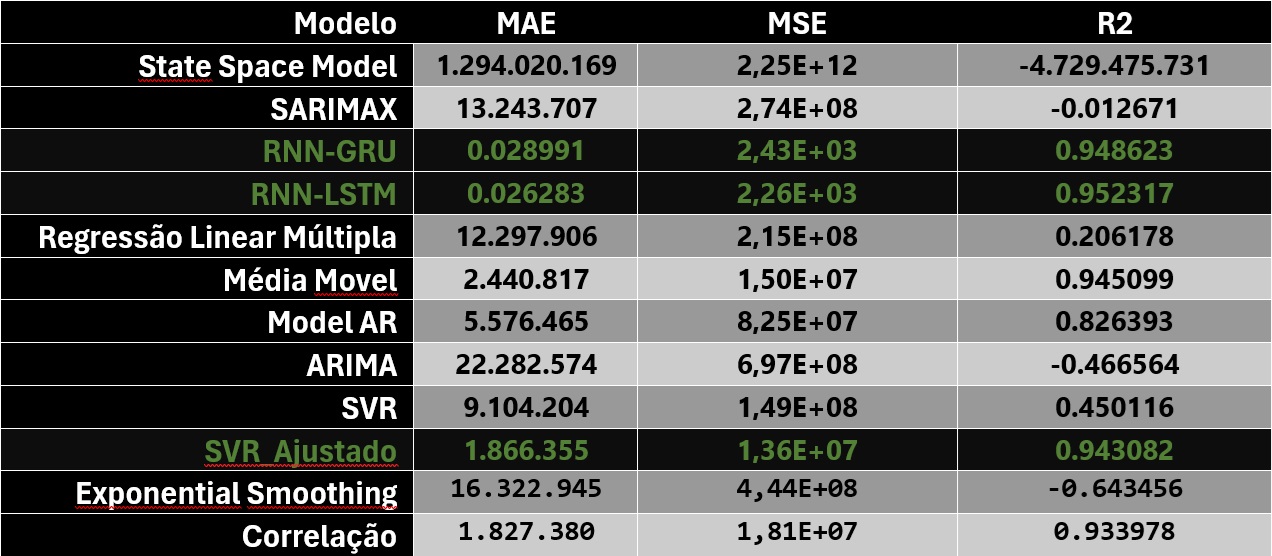 Modelo MAE MSE R2
State Space Model 1.294.020.169 2,25E+12 -4.729.475.731
SARIMAX 13.243.707 2,74E+08 -0.012671
RNN-GRU 0.028991 2,43E+03 0.948623
RNN-LSTM 0.026283 2,26E+03 0.952317
Regressão Linear Múltipla 12.297.906 2,15E+08 0.206178
Média Movel 2.440.817 1,50E+07 0.945099
Model AR 5.576.465 8,25E+07 0.826393
ARIMA 22.282.574 6,97E+08 -0.466564
SVR 9.104.204 1,49E+08 0.450116
SVR_Ajustado 1.866.355 1,36E+07 0.943082
Exponential Smoothing 16.322.945 4,44E+08 -0.643456
Correlação 1.827.380 1,81E+07 0.933978